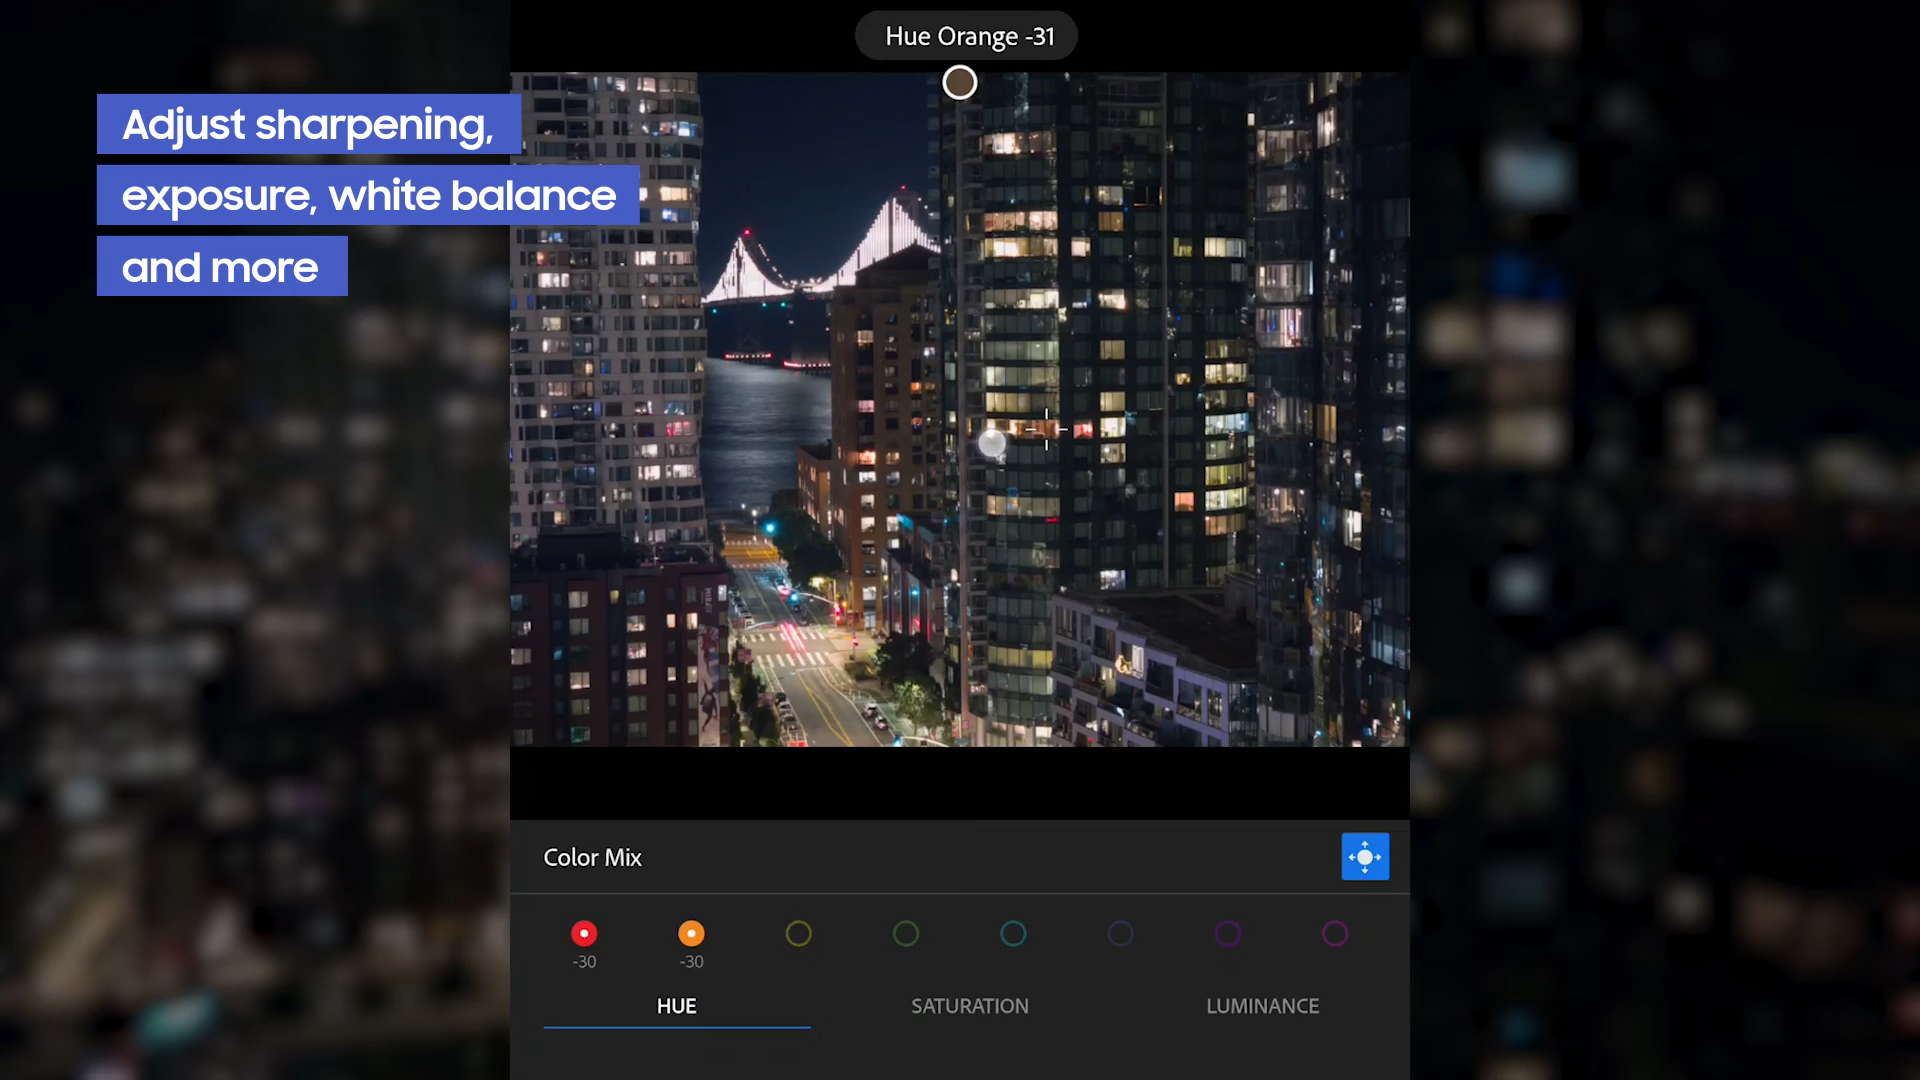 Hue Orange -31
Adjust sharpening,
exposure, white balance
and more
Color Mix
-30 -30
HUE SATURATION LUMINANCE